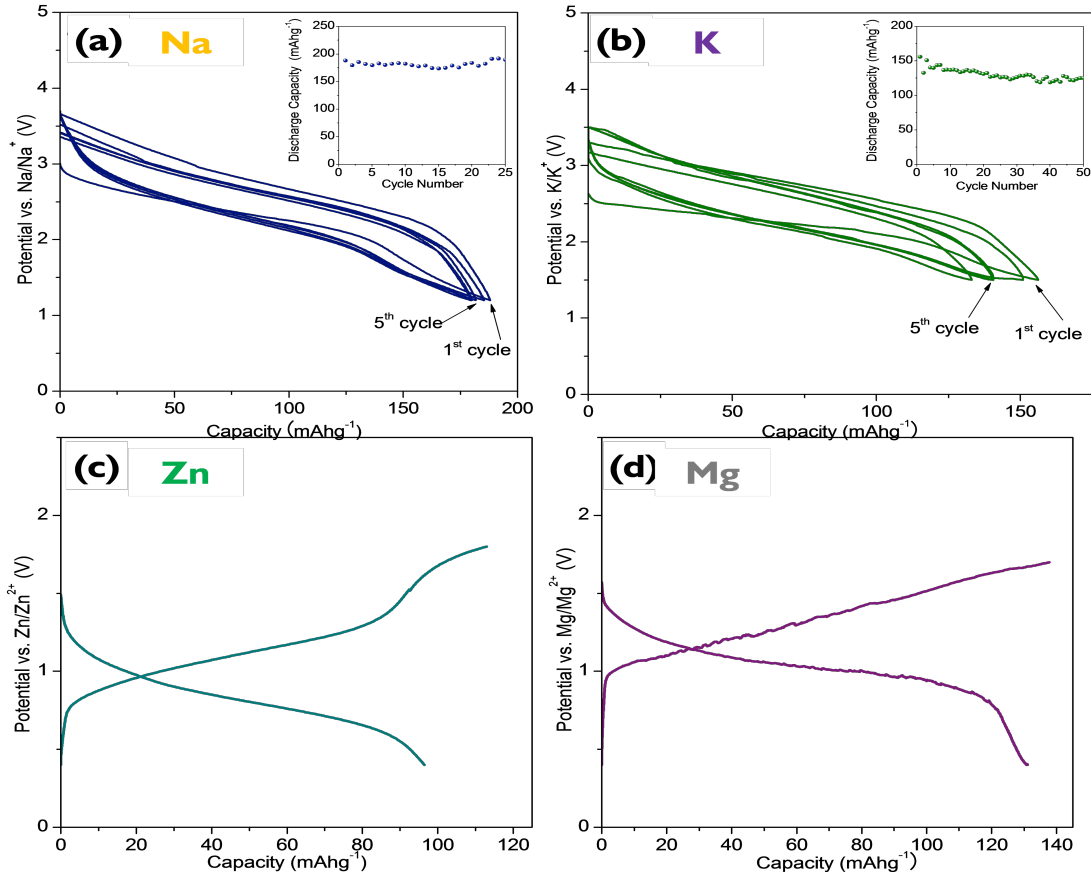 (a) Na
Potential vs. Na/Na⁺ (V)
5
4
3
2
1
0
0 50 100 150 200
Capacity (mAhg⁻¹)
5ᵗʰ cycle
1ˢᵗ cycle
Discharge Capacity (mAhg⁻¹)
250
200
150
100
50
0
0 5 10 15 20 25
Cycle Number
(b) K
Potential vs. K/K⁺ (V)
5
4
3
2
1
0
0 50 100 150
Capacity (mAhg⁻¹)
5ᵗʰ cycle
1ˢᵗ cycle
Discharge Capacity (mAhg⁻¹)
200
150
100
50
0
0 10 20 30 40 50
Cycle Number
(c) Zn
Potential vs. Zn/Zn²⁺ (V)
2
1
0
0 20 40 60 80 100 120
Capacity (mAhg⁻¹)
(d) Mg
Potential vs. Mg/Mg²⁺ (V)
2
1
0
0 20 40 60 80 100 120 140
Capacity (mAhg⁻¹)